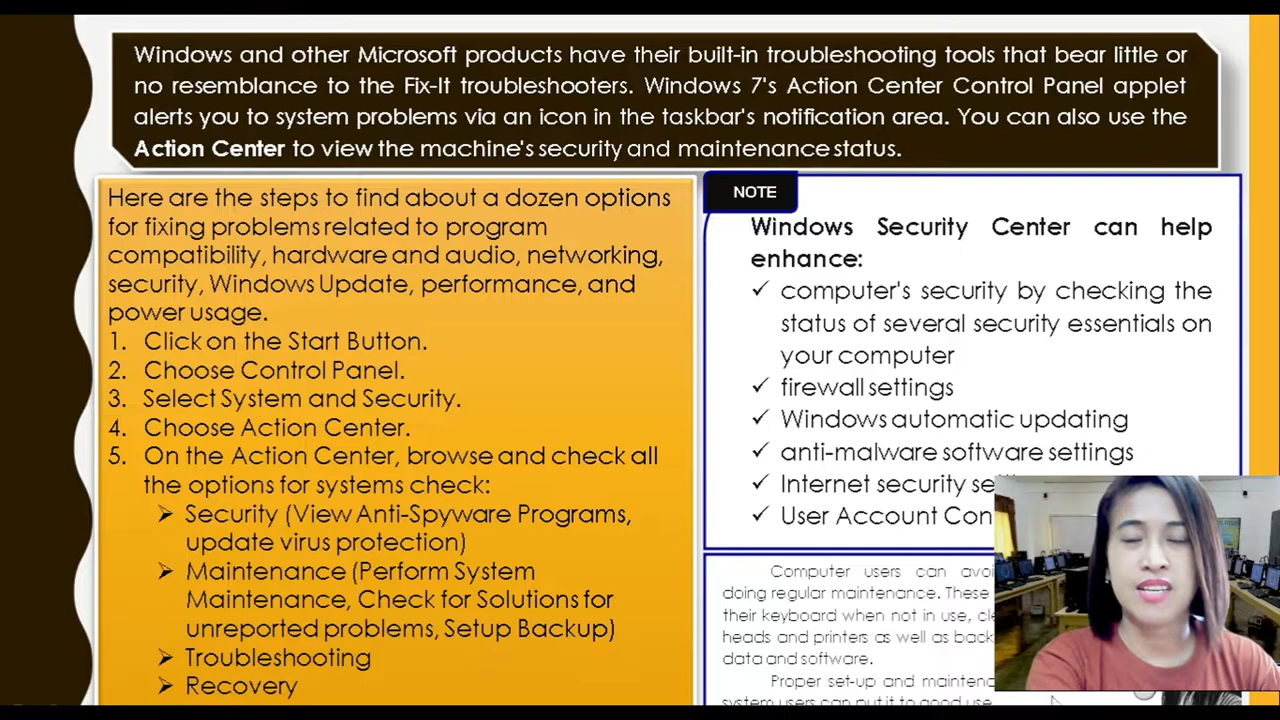 Windows and other Microsoft products have their built-in troubleshooting tools that bear little or
no resemblance to the Fix-It troubleshooters. Windows 7's Action Center Control Panel applet
alerts you to system problems via an icon in the taskbar's notification area. You can also use the
Action Center to view the machine's security and maintenance status.
Here are the steps to find about a dozen options
for fixing problems related to program
compatibility, hardware and audio, networking,
security, Windows Update, performance, and
power usage.
1. Click on the Start Button.
2. Choose Control Panel.
3. Select System and Security.
4. Choose Action Center.
5. On the Action Center, browse and check all
the options for systems check:
➢ Security (View Anti-Spyware Programs,
update virus protection)
➢ Maintenance (Perform System
Maintenance, Check for Solutions for
unreported problems, Setup Backup)
➢ Troubleshooting
➢ Recovery
NOTE
Windows Security Center can help
enhance:
✓ computer's security by checking the
status of several security essentials on
your computer
✓ firewall settings
✓ Windows automatic updating
✓ anti-malware software settings
✓ Internet security
✓ User Account
Computer users can
doing regular maintenance. These
their keyboard when not in use,
heads and printers as well as
data and software.
Proper set-up and
system users can put it to good use